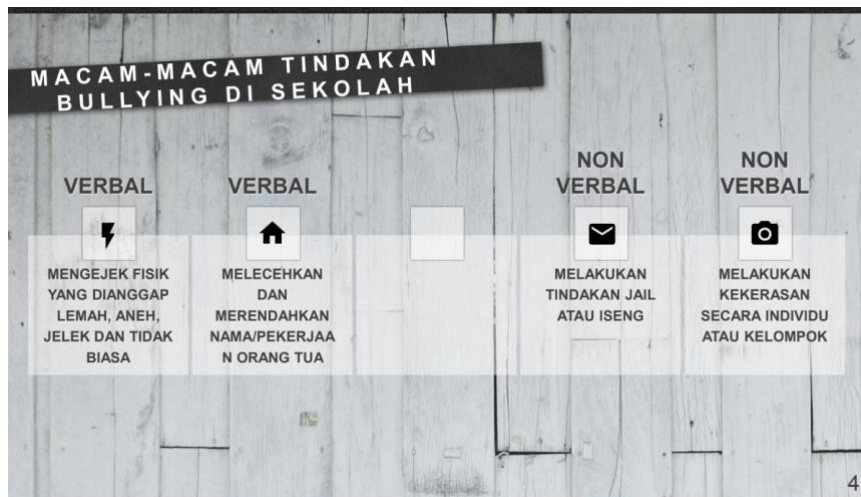 MACAM-MACAM TINDAKAN
BULLYING DI SEKOLAH
VERBAL
MENGEJEK FISIK
YANG DIANGGAP
LEMAH, ANEH,
JELEK DAN TIDAK
BIASA
VERBAL
MELECEHKAN
DAN
MERENDAHKAN
NAMA/PEKERJAA
N ORANG TUA
NON
VERBAL
MELAKUKAN
TINDAKAN JAIL
ATAU ISENG
NON
VERBAL
MELAKUKAN
KEKERASAN
SECARA INDIVIDU
ATAU KELOMPOK
4